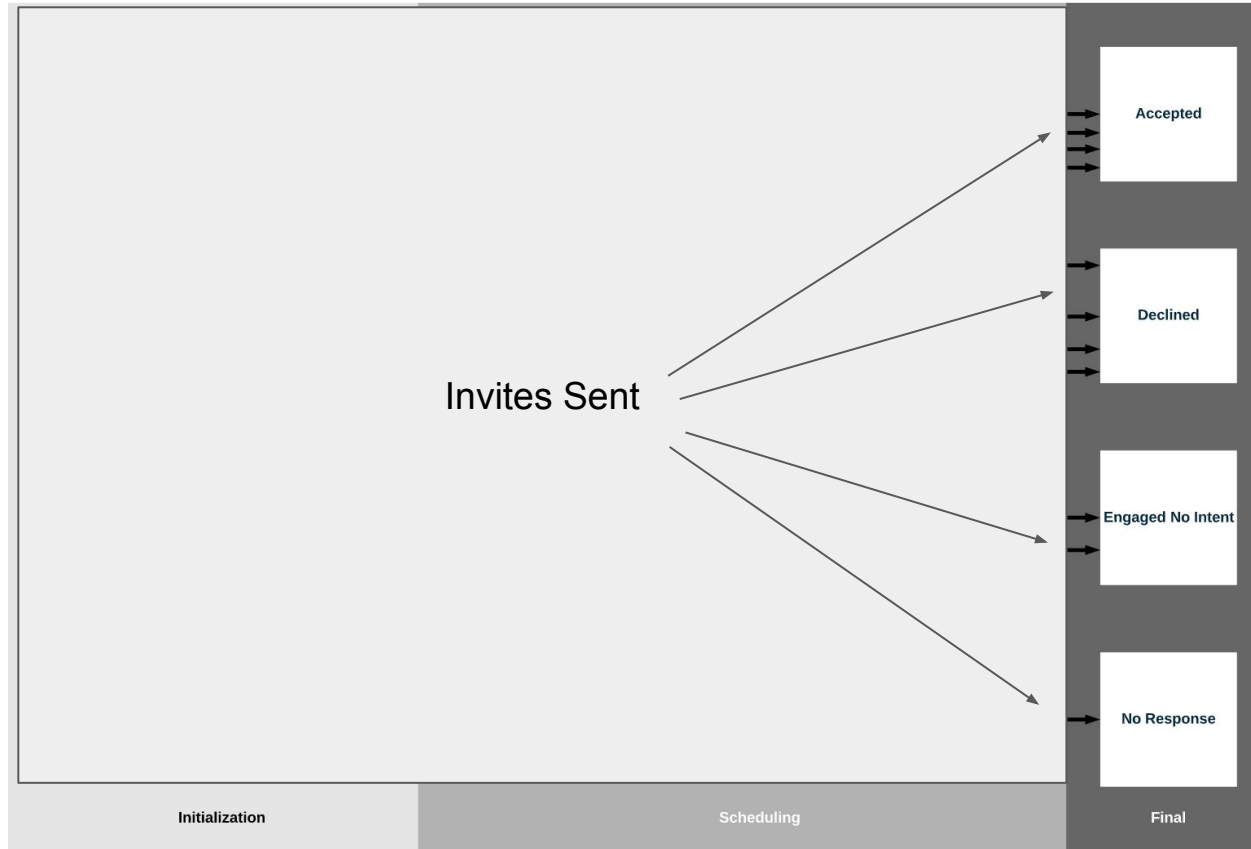 Accepted
Declined
Invites Sent
Engaged No Intent
No Response
Initialization
Scheduling
Final